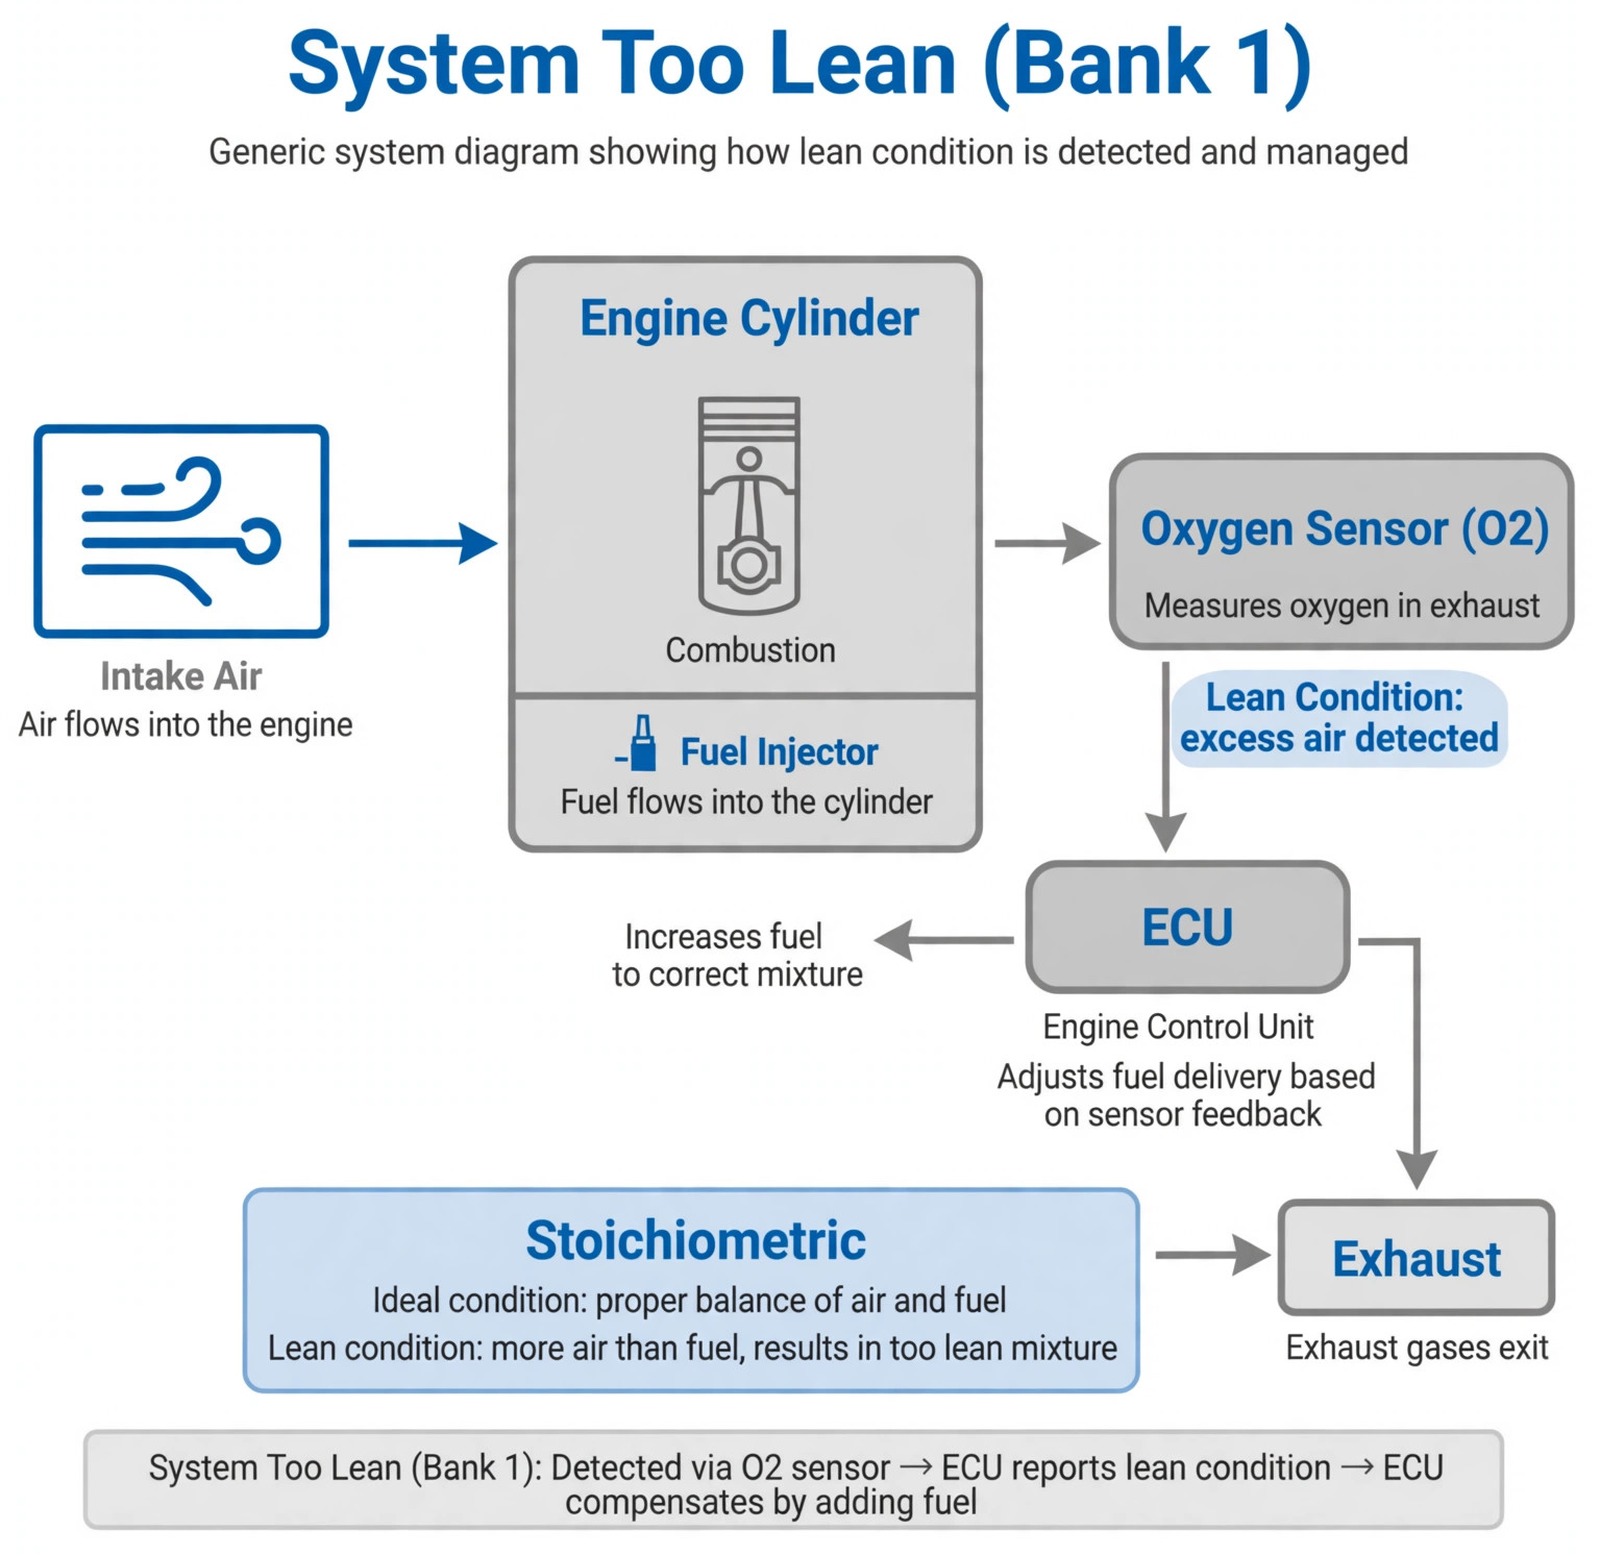 System Too Lean (Bank 1)
Generic system diagram showing how lean condition is detected and managed
Engine Cylinder
Combustion
Fuel Injector
Fuel flows into the cylinder
Intake Air
Air flows into the engine
Oxygen Sensor (O2)
Measures oxygen in exhaust
Lean Condition:
excess air detected
ECU
Increases fuel
to correct mixture
Engine Control Unit
Adjusts fuel delivery based
on sensor feedback
Stoichiometric
Ideal condition: proper balance of air and fuel
Lean condition: more air than fuel, results in too lean mixture
Exhaust
Exhaust gases exit
System Too Lean (Bank 1): Detected via O2 sensor → ECU reports lean condition → ECU
compensates by adding fuel